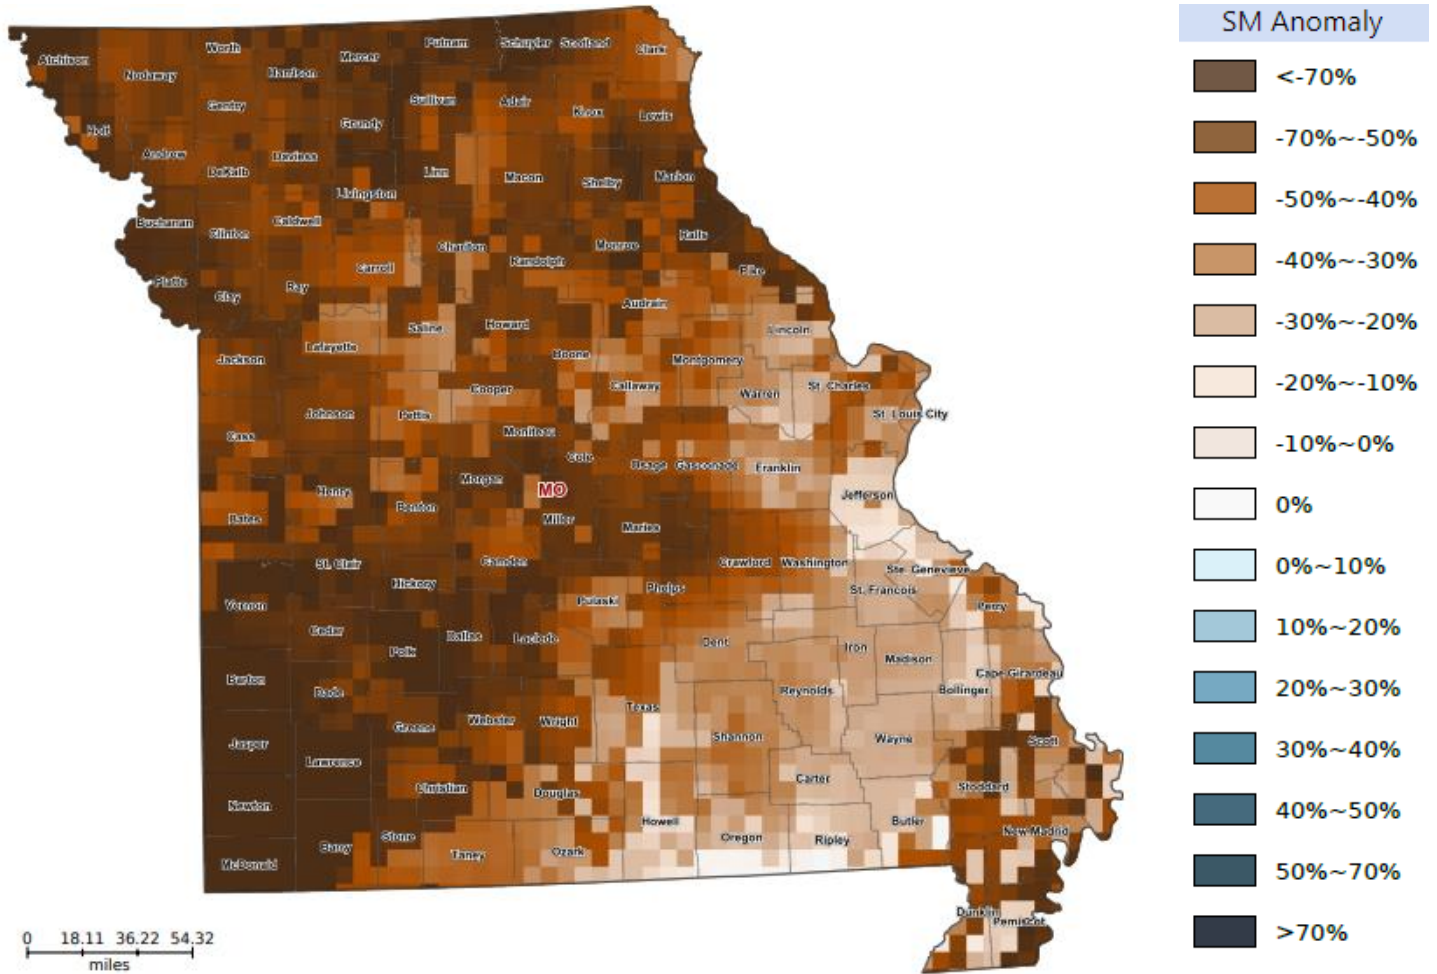 SM Anomaly
<-70%
-70%~-50%
-50%~-40%
-40%~-30%
-30%~-20%
-20%~-10%
-10%~0%
0%
0%~10%
10%~20%
20%~30%
30%~40%
40%~50%
50%~70%
>70%
Atchison
Nodaway
Worth
Harrison
Mercer
Putnam
Schuyler
Scotland
Clark
Gentry
Sullivan
Adair
Knox
Lewis
Holt
Grundy
Andrew
DeKalb
Daviess
Linn
Macon
Shelby
Marion
Livingston
Buchanan
Clinton
Caldwell
Chariton
Monroe
Ralls
Carroll
Randolph
Pike
Platte
Clay
Ray
Audrain
Saline
Howard
Lincoln
Lafayette
Jackson
Boone
Montgomery
Cooper
Callaway
Warren
St. Charles
Johnson
Pettis
St. Louis City
Cass
Moniteau
Cole
Osage
Gasconade
Franklin
Henry
Morgan
MO
Jefferson
Benton
Bates
Miller
Maries
St. Clair
Camden
Crawford
Washington
Ste. Genevieve
Hickory
Phelps
St. Francois
Vernon
Pulaski
Perry
Cedar
Dallas
Laclede
Polk
Dent
Iron
Madison
Barton
Dade
Cape Girardeau
Reynolds
Bollinger
Texas
Greene
Webster
Wright
Jasper
Shannon
Wayne
Scott
Lawrence
Carter
Christian
Douglas
Stoddard
Newton
Howell
Butler
Stone
Oregon
Ripley
New Madrid
McDonald
Barry
Taney
Ozark
Dunklin
Pemiscot
0 18.11 36.22 54.32
miles